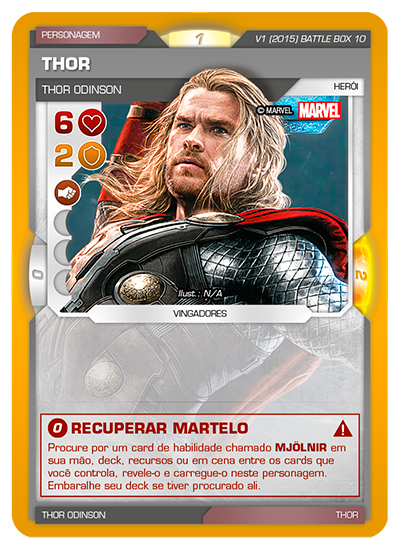 PERSONAGEM
1
V1 (2015) BATTLE BOX 10
THOR
THOR ODINSON
HERÓI
6
© MARVEL MARVEL
2
0
2
Ilust.: N/A
VINGADORES
0 RECUPERAR MARTELO
Procure por um card de habilidade chamado MJÖLNIR em
sua mão, deck, recursos ou em cena entre os cards que
você controla, revele-o e carregue-o neste personagem.
Embaralhe seu deck se tiver procurado ali.
THOR ODINSON
THOR